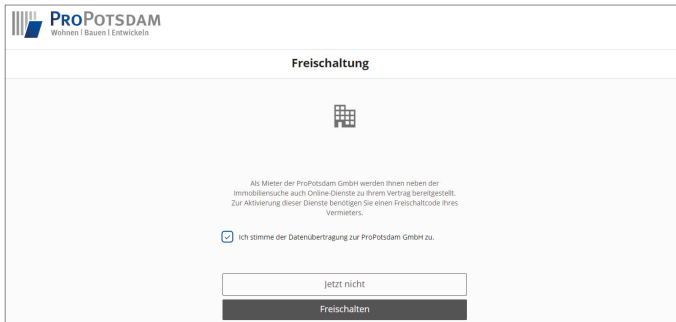 PROPOTSDAM
Wohnen | Bauen | Entwickeln
Freischaltung
Als Mieter der ProPotsdam GmbH werden Ihnen neben der
Immobiliensuche auch Online-Dienste zu Ihrem Vertrag bereitgestellt.
Zur Aktivierung dieser Dienste benötigen Sie einen Freischaltcode Ihres
Vermieters.
Ich stimme der Datenübertragung zur ProPotsdam GmbH zu.
Jetzt nicht
Freischalten